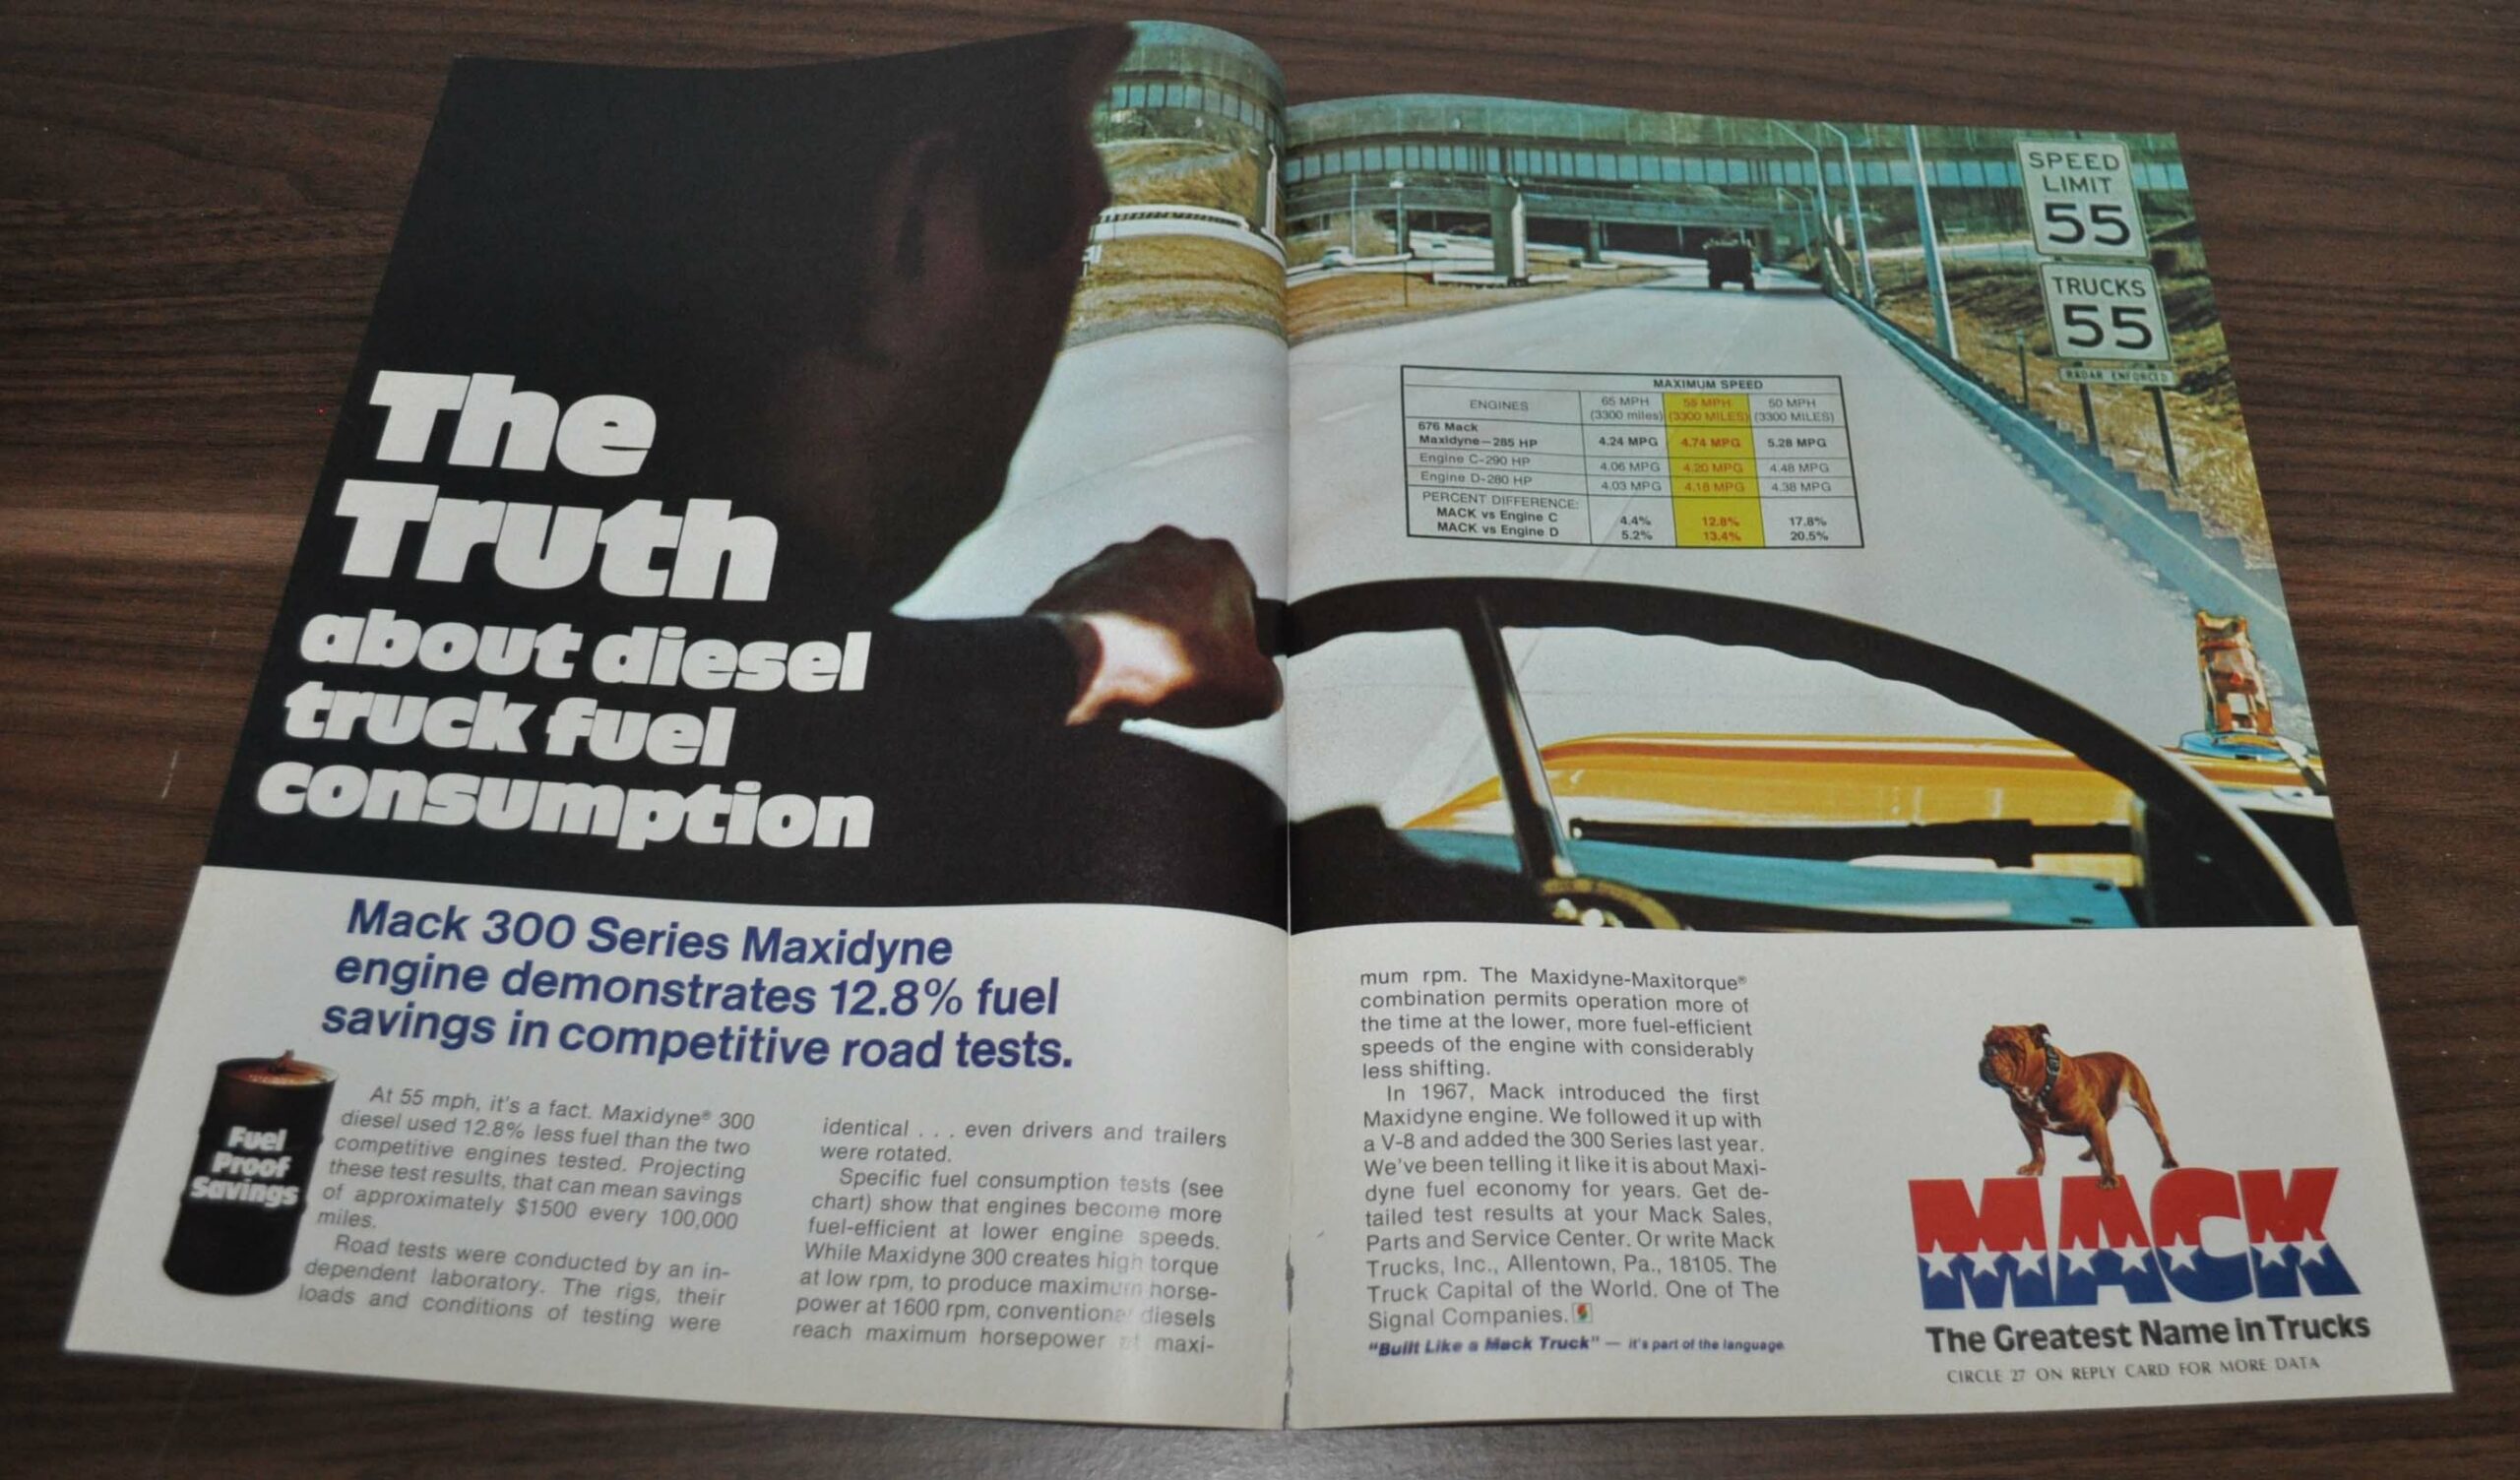 The
Truth
about diesel
truck fuel
consumption
Mack 300 Series Maxidyne
engine demonstrates 12.8% fuel
savings in competitive road tests.
Fuel
Proof
Savings
At 55 mph, it's a fact. Maxidyne® 300
diesel used 12.8% less fuel than the two
competitive engines tested. Projecting
these test results, that can mean savings
of approximately $1500 every 100,000
miles.
Road tests were conducted by an in-
dependent laboratory. The rigs, their
loads and conditions of testing were
identical . . . even drivers and trailers
were rotated.
Specific fuel consumption tests (see
chart) show that engines become more
fuel-efficient at lower engine speeds.
While Maxidyne 300 creates high torque
at low rpm, to produce maximum horse-
power at 1600 rpm, conventional diesels
reach maximum horsepower at maxi-
SPEED
LIMIT
55
TRUCKS
55
RADAR ENFORCED
MAXIMUM SPEED
ENGINES 65 MPH 55 MPH 50 MPH
(3300 miles) (3300 MILES) (3300 MILES)
676 Mack
Maxidyne—285 HP 4.24 MPG 4.74 MPG 5.28 MPG
Engine C-290 HP 4.06 MPG 4.20 MPG 4.48 MPG
Engine D-280 HP 4.03 MPG 4.18 MPG 4.38 MPG
PERCENT DIFFERENCE:
MACK vs Engine C 4.4% 12.8% 17.8%
MACK vs Engine D 5.2% 13.4% 20.5%
mum rpm. The Maxidyne-Maxitorque®
combination permits operation more of
the time at the lower, more fuel-efficient
speeds of the engine with considerably
less shifting.
In 1967, Mack introduced the first
Maxidyne engine. We followed it up with
a V-8 and added the 300 Series last year.
We've been telling it like it is about Maxi-
dyne fuel economy for years. Get de-
tailed test results at your Mack Sales,
Parts and Service Center. Or write Mack
Trucks, Inc., Allentown, Pa., 18105. The
Truck Capital of the World. One of The
Signal Companies.
"Built Like a Mack Truck" — it's part of the language.
MACK
The Greatest Name in Trucks
CIRCLE 27 ON REPLY CARD FOR MORE DATA